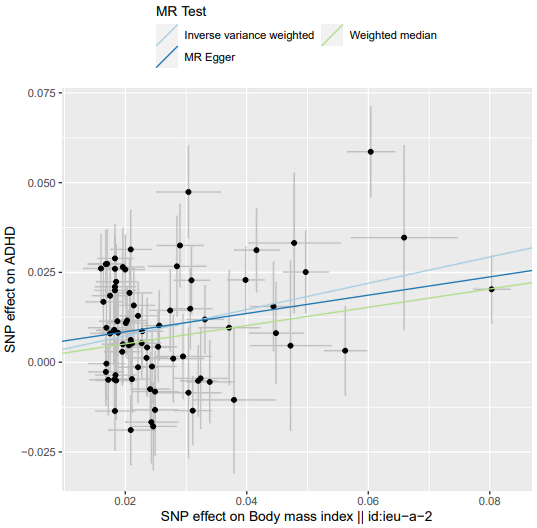 MR Test
Inverse variance weighted
Weighted median
MR Egger
SNP effect on ADHD
0.075
0.050
0.025
0.000
−0.025
0.02
0.04
0.06
0.08
SNP effect on Body mass index || id:ieu−a−2